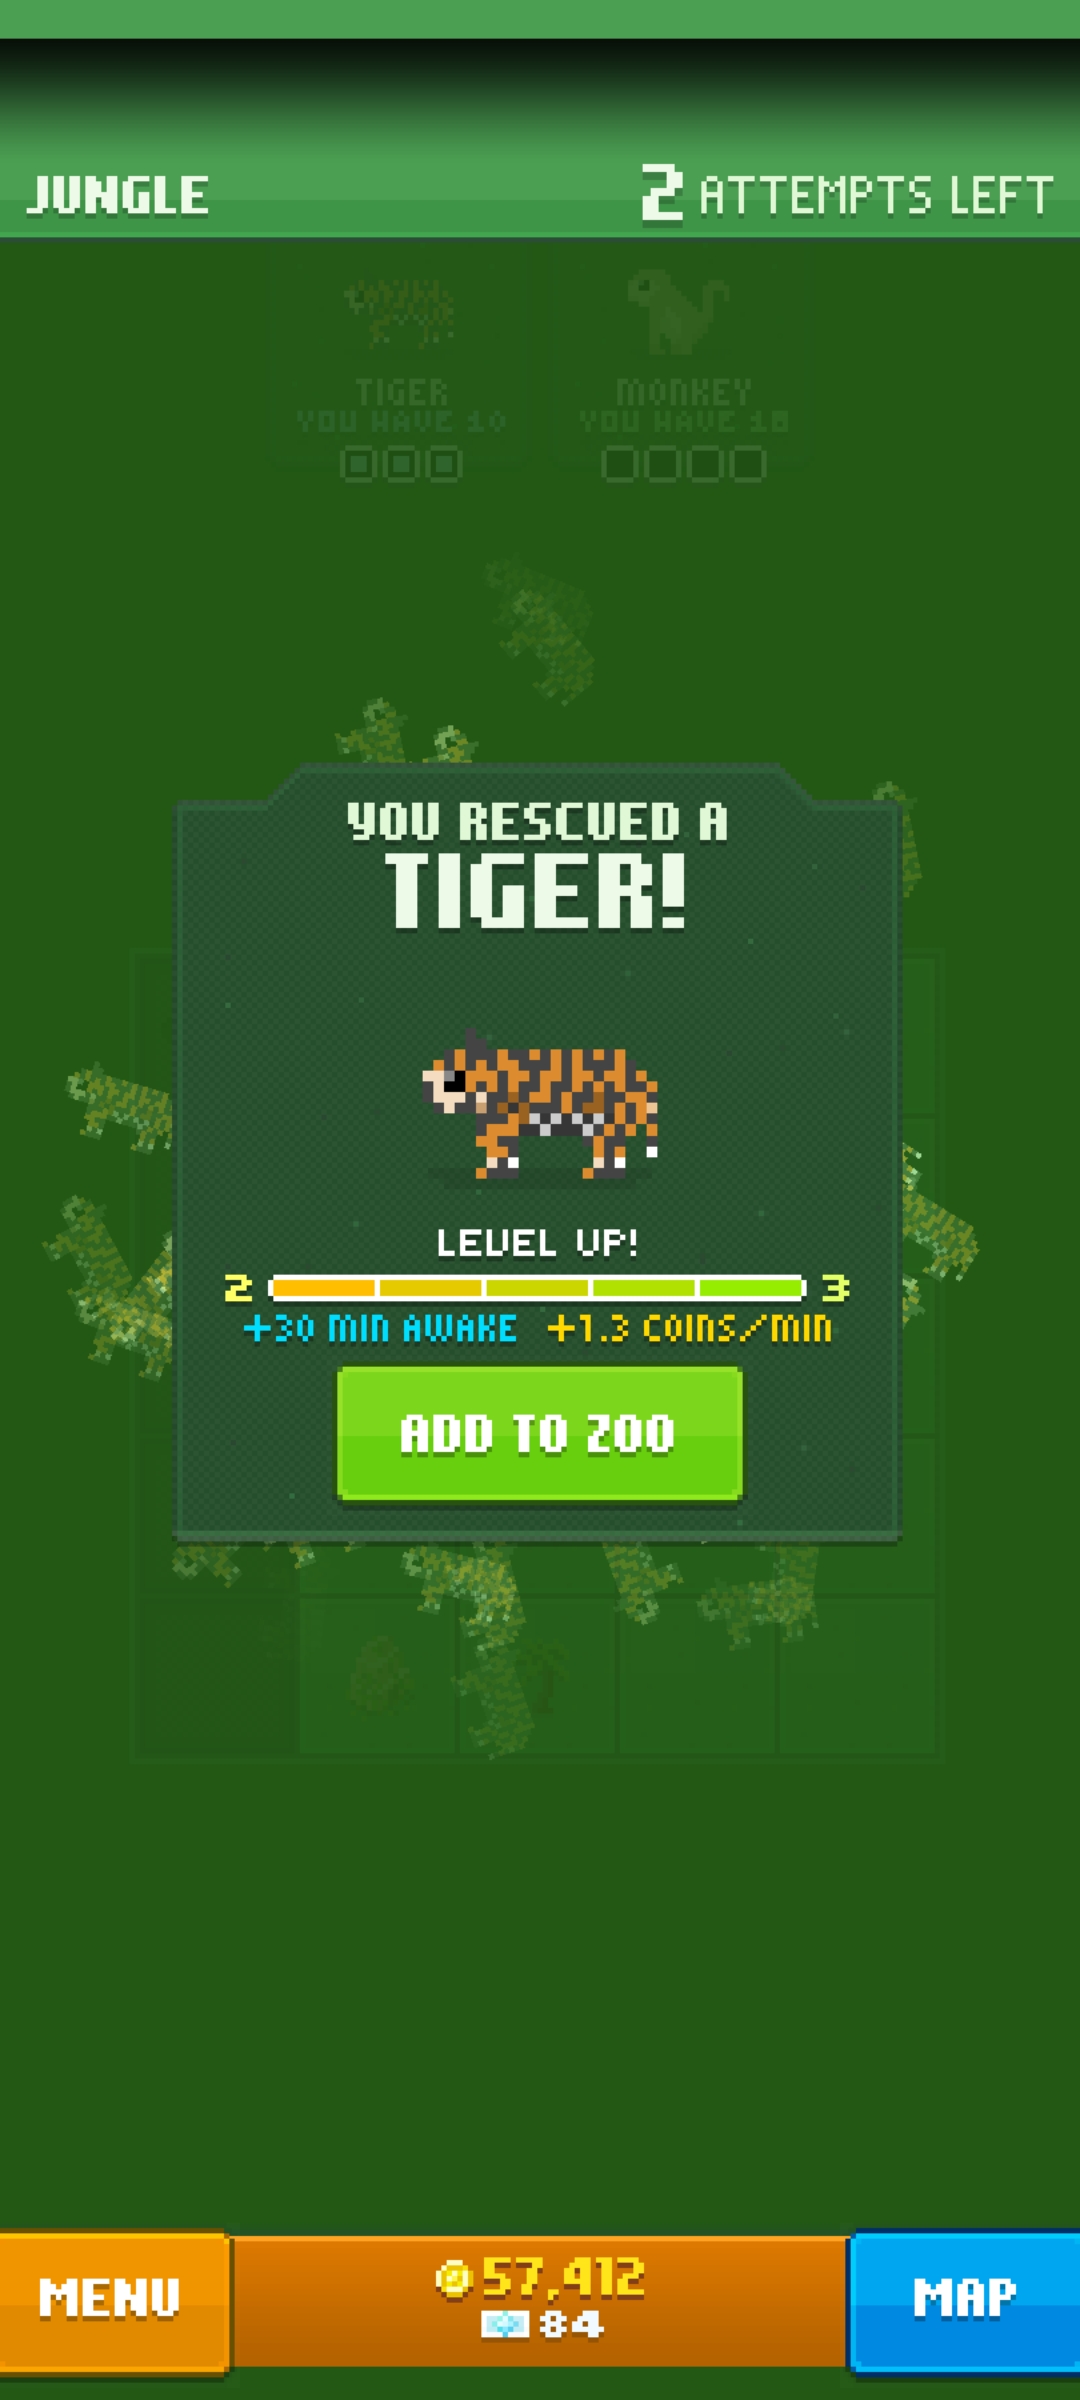 JUNGLE
2 ATTEMPTS LEFT
TIGER
YOU HAVE 10
MONKEY
YOU HAVE 18
YOU RESCUED A
TIGER!
LEVEL UP!
2 3
+30 MIN AWAKE +1.3 COINS/MIN
ADD TO ZOO
MENU
57,412
84
MAP